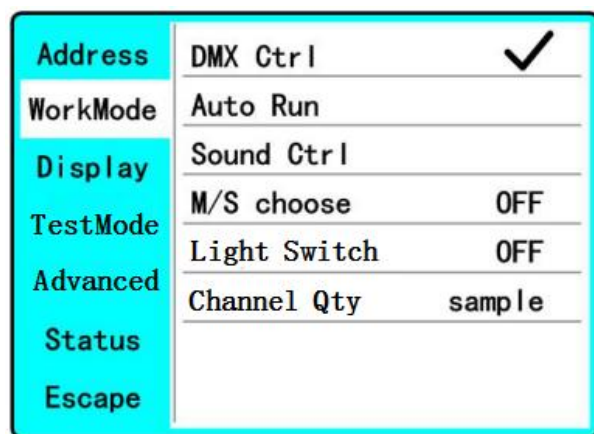 Address
WorkMode
Display
TestMode
Advanced
Status
Escape
DMX Ctrl
Auto Run
Sound Ctrl
M/S choose OFF
Light Switch OFF
Channel Qty sample